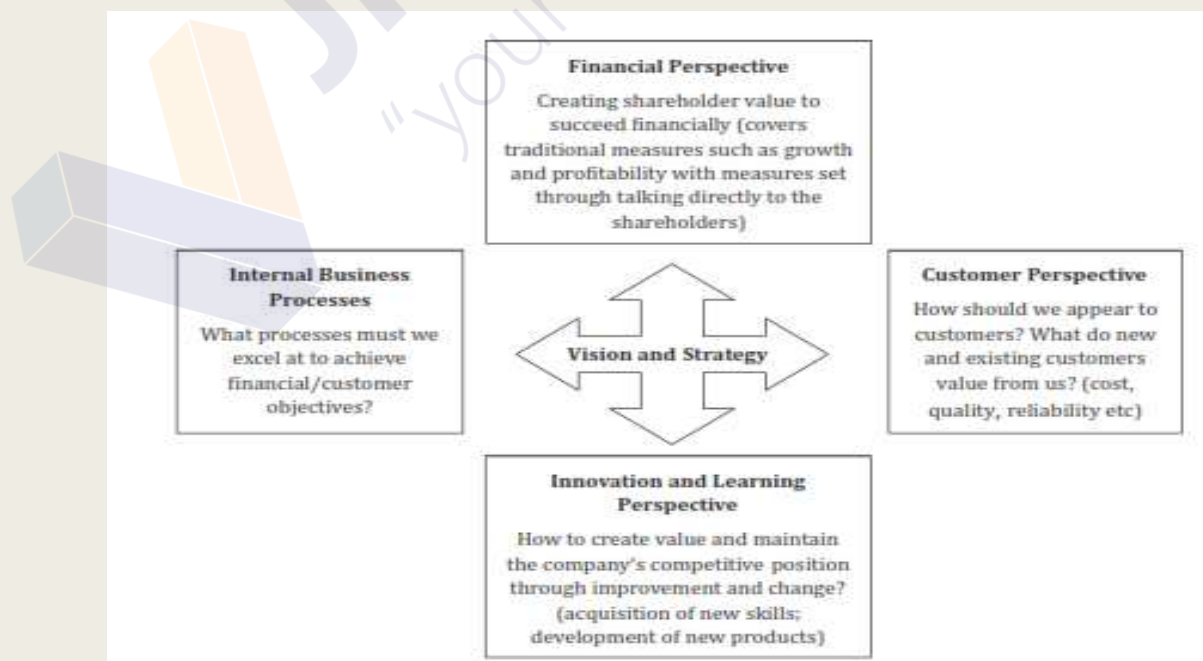 "your
Financial Perspective
Creating shareholder value to
succeed financially (covers
traditional measures such as growth
and profitability with measures set
through talking directly to the
shareholders)
Internal Business
Processes
What processes must we
excel at to achieve
financial/customer
objectives?
Vision and Strategy
Customer Perspective
How should we appear to
customers? What do new
and existing customers
value from us? (cost,
quality, reliability etc)
Innovation and Learning
Perspective
How to create value and maintain
the company's competitive position
through improvement and change?
(acquisition of new skills;
development of new products)